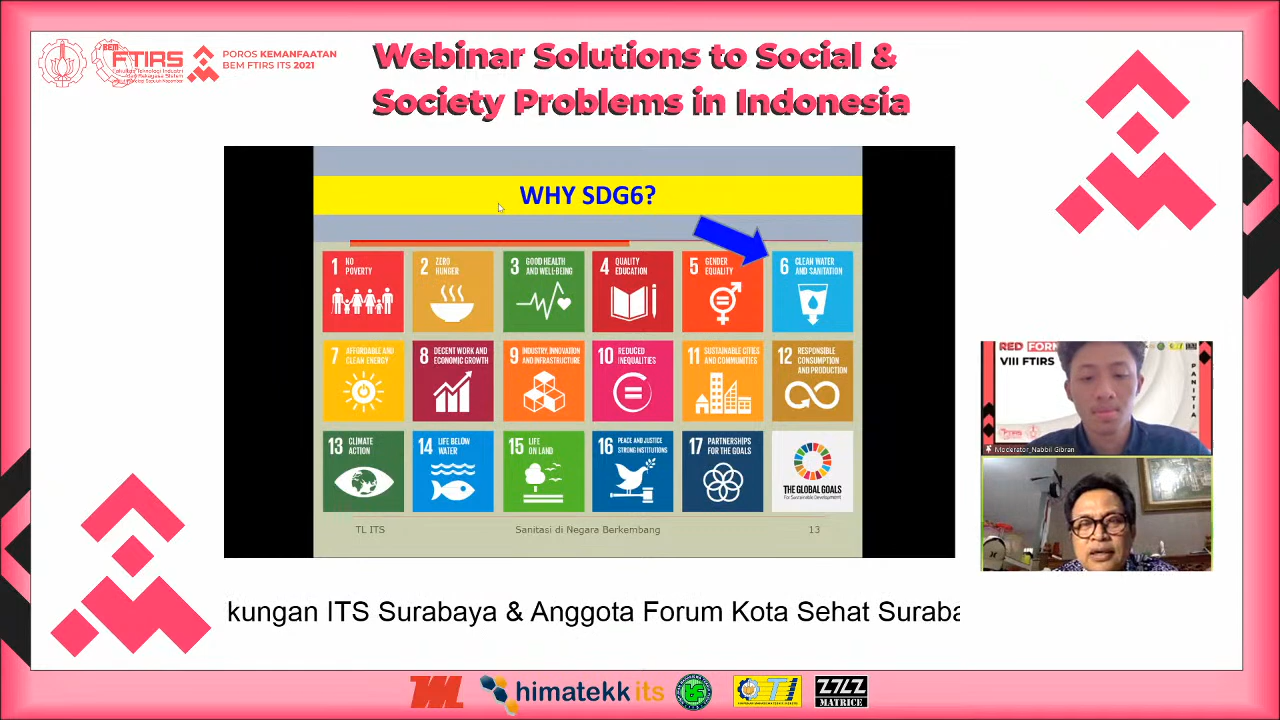 BEM
FTIRS
POROS KEMANFAATAN
BEM FTIRS ITS 2021
Webinar Solutions to Social &
Society Problems in Indonesia
WHY SDG6?
1 NO
POVERTY
2 ZERO
HUNGER
3 GOOD HEALTH
AND WELL-BEING
4 QUALITY
EDUCATION
5 GENDER
EQUALITY
6 CLEAN WATER
AND SANITATION
7 AFFORDABLE AND
CLEAN ENERGY
8 DECENT WORK AND
ECONOMIC GROWTH
9 INDUSTRY, INNOVATION
AND INFRASTRUCTURE
10 REDUCED
INEQUALITIES
11 SUSTAINABLE CITIES
AND COMMUNITIES
12 RESPONSIBLE
CONSUMPTION
AND PRODUCTION
13 CLIMATE
ACTION
14 LIFE BELOW
WATER
15 LIFE
ON LAND
16 PEACE AND JUSTICE
STRONG INSTITUTIONS
17 PARTNERSHIPS
FOR THE GOALS
THE GLOBAL GOALS
For Sustainable Development
TL ITS
Sanitasi di Negara Berkembang
13
RED FOR
VIII FTIRS
PANITIA
Moderator_Nabbil Gibran
kungan ITS Surabaya & Anggota Forum Kota Sehat Suraba
himatekk its
MATRICE